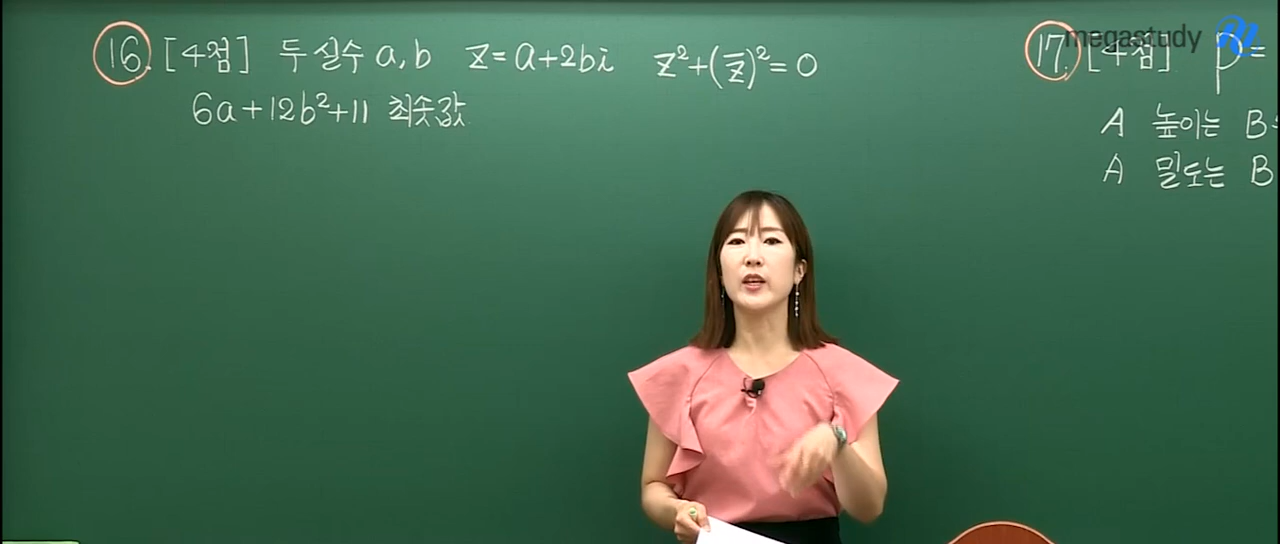 megastudy
16. [4점] 두 실수 a, b z=a+2bi z²+(z̄)²=0
6a+12b²+11 최솟값
17. [4점] P=
A 높이는 B
A 밀도는 B